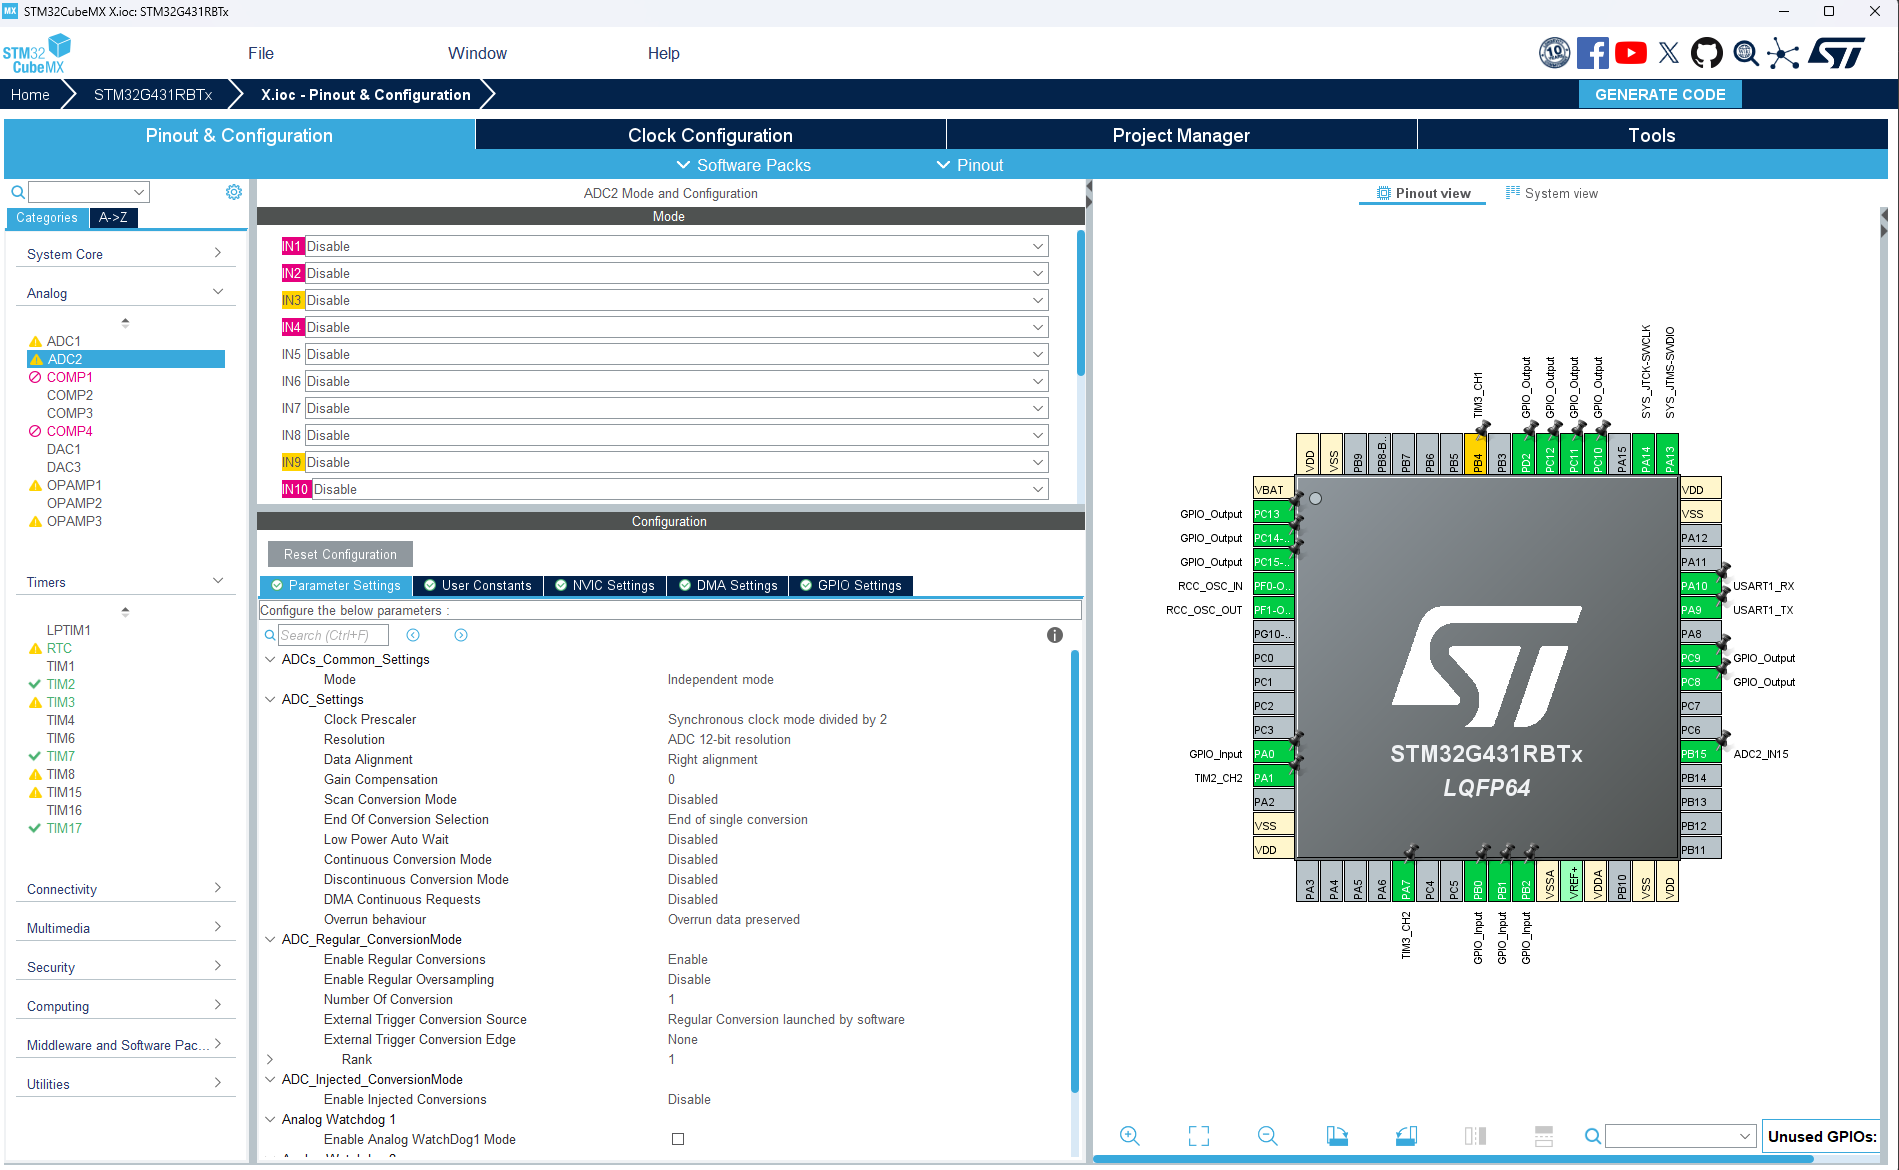 STM32CubeMX X.ioc: STM32G431RBTx
STM32
CubeMX
File
Window
Help
Home
STM32G431RBTx
X.ioc - Pinout & Configuration
GENERATE CODE
Pinout & Configuration
Clock Configuration
Project Manager
Tools
Software Packs
Pinout
Categories
A->Z
System Core
Analog
ADC1
ADC2
COMP1
COMP2
COMP3
COMP4
DAC1
DAC3
OPAMP1
OPAMP2
OPAMP3
Timers
LPTIM1
RTC
TIM1
TIM2
TIM3
TIM4
TIM6
TIM7
TIM8
TIM15
TIM16
TIM17
Connectivity
Multimedia
Security
Computing
Middleware and Software Pac...
Utilities
ADC2 Mode and Configuration
Mode
IN1 Disable
IN2 Disable
IN3 Disable
IN4 Disable
IN5 Disable
IN6 Disable
IN7 Disable
IN8 Disable
IN9 Disable
IN10 Disable
Configuration
Reset Configuration
Parameter Settings
User Constants
NVIC Settings
DMA Settings
GPIO Settings
Configure the below parameters :
Search (Ctrl+F)
ADCs_Common_Settings
Mode Independent mode
ADC_Settings
Clock Prescaler Synchronous clock mode divided by 2
Resolution ADC 12-bit resolution
Data Alignment Right alignment
Gain Compensation 0
Scan Conversion Mode Disabled
End Of Conversion Selection End of single conversion
Low Power Auto Wait Disabled
Continuous Conversion Mode Disabled
Discontinuous Conversion Mode Disabled
DMA Continuous Requests Disabled
Overrun behaviour Overrun data preserved
ADC_Regular_ConversionMode
Enable Regular Conversions Enable
Enable Regular Oversampling Disable
Number Of Conversion 1
External Trigger Conversion Source Regular Conversion launched by software
External Trigger Conversion Edge None
Rank 1
ADC_Injected_ConversionMode
Enable Injected Conversions Disable
Analog Watchdog 1
Enable Analog WatchDog1 Mode
Pinout view
System view
TIM3_CH1
GPIO_Output
GPIO_Output
GPIO_Output
GPIO_Output
SYS_JTCK-SWCLK
SYS_JTMS-SWDIO
VDD
VSS
PB9
PB8-B..
PB7
PB6
PB5
PB4
PB3
PD2
PC12
PC11
PC10
PA15
PA14
PA13
VBAT
GPIO_Output PC13
GPIO_Output PC14-..
GPIO_Output PC15-..
RCC_OSC_IN PF0-O..
RCC_OSC_OUT PF1-O..
PG10-..
PC0
PC1
PC2
PC3
GPIO_Input PA0
TIM2_CH2 PA1
PA2
VSS
VDD
VDD
VSS
PA12
PA11
PA10 USART1_RX
PA9 USART1_TX
PA8
PC9 GPIO_Output
PC8 GPIO_Output
PC7
PC6
PB15 ADC2_IN15
PB14
PB13
PB12
PB11
STM32G431RBTx
LQFP64
PA3
PA4
PA5
PA6
PA7
PC4
PC5
PB0
PB1
PB2
VSSA
VREF+
VDDA
PB10
VSS
VDD
TIM3_CH2
GPIO_Input
GPIO_Input
GPIO_Input
Unused GPIOs: